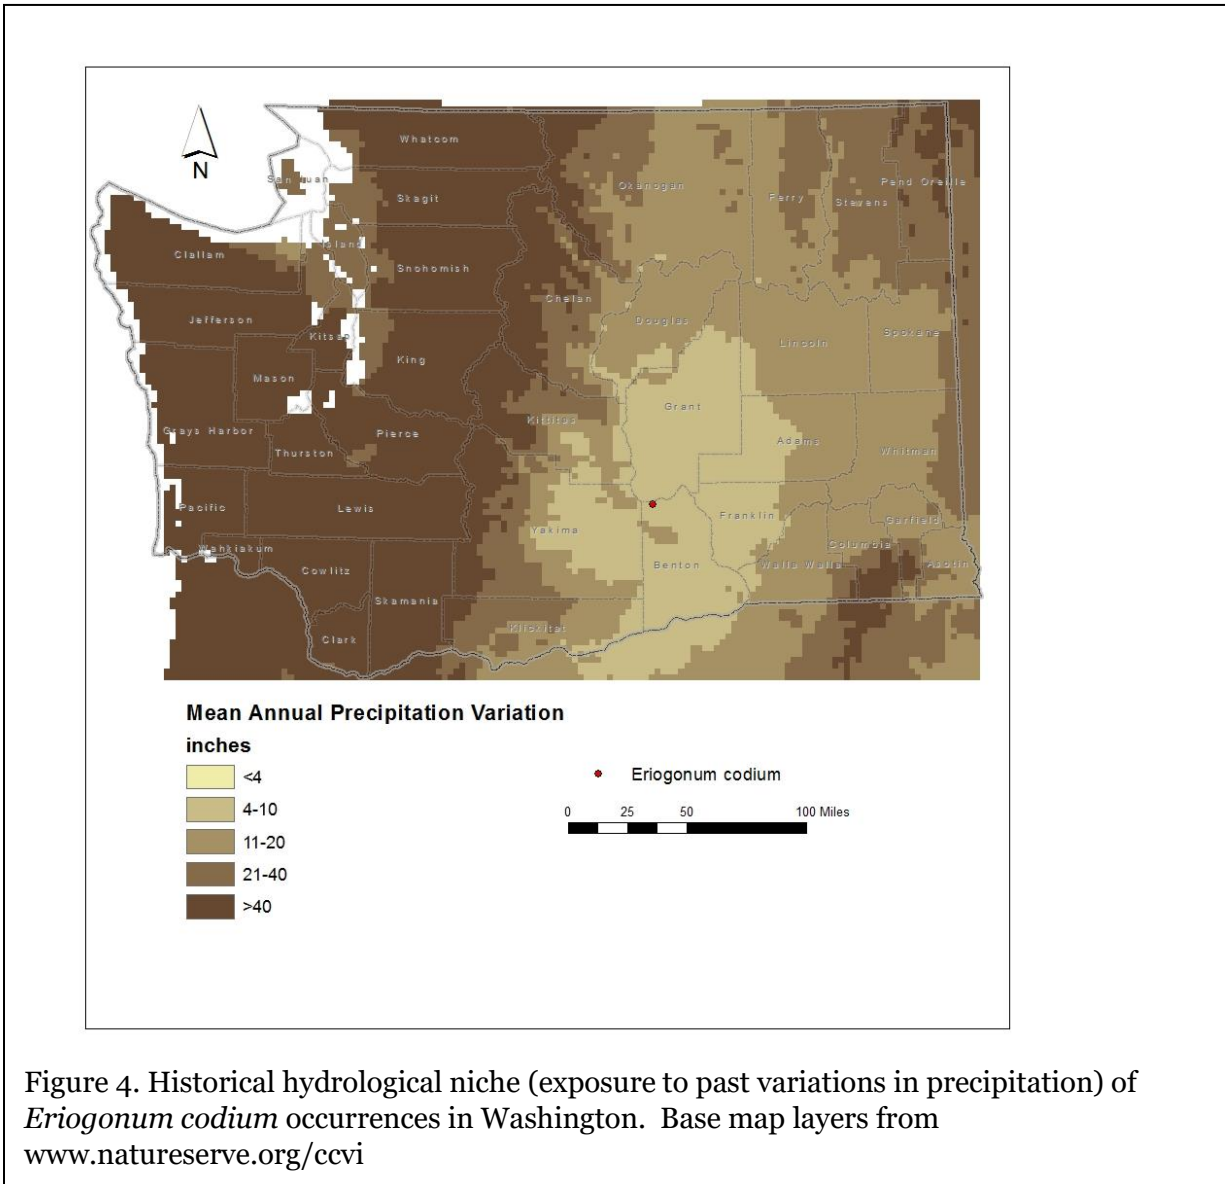 N
Whatcom
San Juan
Skagit
Okanogan
Ferry
Stevens
Pend Oreille
Island
Clallam
Snohomish
Chelan
Jefferson
Douglas
Kitsap
King
Lincoln
Spokane
Mason
Grant
Grays Harbor
Pierce
Kittitas
Adams
Thurston
Whitman
Pacific
Lewis
Yakima
Franklin
Garfield
Wahkiakum
Columbia
Cowlitz
Benton
Walla Walla
Asotin
Skamania
Klickitat
Clark
Mean Annual Precipitation Variation
inches
<4
4-10
11-20
21-40
>40
Eriogonum codium
0 25 50 100 Miles
Figure 4. Historical hydrological niche (exposure to past variations in precipitation) of
Eriogonum codium occurrences in Washington. Base map layers from
www.natureserve.org/ccvi